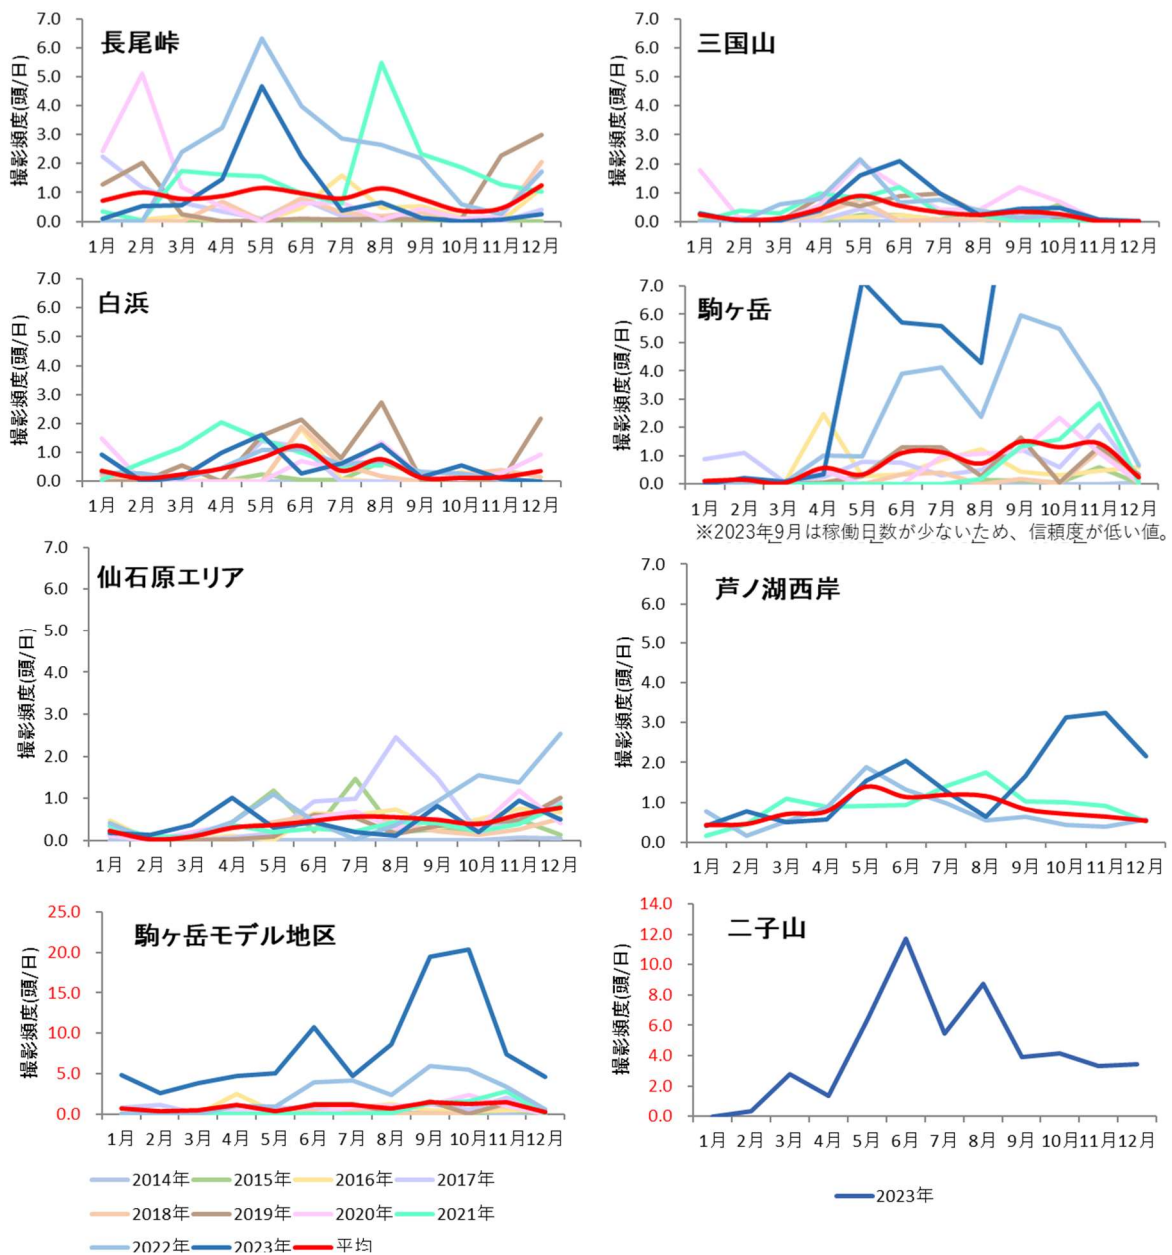 長尾峠
撮影頻度(頭/日)
7.0
6.0
5.0
4.0
3.0
2.0
1.0
0.0
1月 2月 3月 4月 5月 6月 7月 8月 9月 10月 11月 12月
三国山
撮影頻度(頭/日)
7.0
6.0
5.0
4.0
3.0
2.0
1.0
0.0
1月 2月 3月 4月 5月 6月 7月 8月 9月 10月 11月 12月
白浜
撮影頻度(頭/日)
7.0
6.0
5.0
4.0
3.0
2.0
1.0
0.0
1月 2月 3月 4月 5月 6月 7月 8月 9月 10月 11月 12月
駒ヶ岳
撮影頻度(頭/日)
7.0
6.0
5.0
4.0
3.0
2.0
1.0
0.0
1月 2月 3月 4月 5月 6月 7月 8月 9月 10月 11月 12月
※2023年9月は稼働日数が少ないため、信頼度が低い値。
仙石原エリア
撮影頻度(頭/日)
7.0
6.0
5.0
4.0
3.0
2.0
1.0
0.0
1月 2月 3月 4月 5月 6月 7月 8月 9月 10月 11月 12月
芦ノ湖西岸
撮影頻度(頭/日)
7.0
6.0
5.0
4.0
3.0
2.0
1.0
0.0
1月 2月 3月 4月 5月 6月 7月 8月 9月 10月 11月 12月
駒ヶ岳モデル地区
撮影頻度(頭/日)
25.0
20.0
15.0
10.0
5.0
0.0
1月 2月 3月 4月 5月 6月 7月 8月 9月 10月 11月 12月
二子山
撮影頻度(頭/日)
14.0
12.0
10.0
8.0
6.0
4.0
2.0
0.0
1月 2月 3月 4月 5月 6月 7月 8月 9月 10月 11月 12月
2014年 2015年 2016年 2017年
2018年 2019年 2020年 2021年
2022年 2023年 平均
2023年